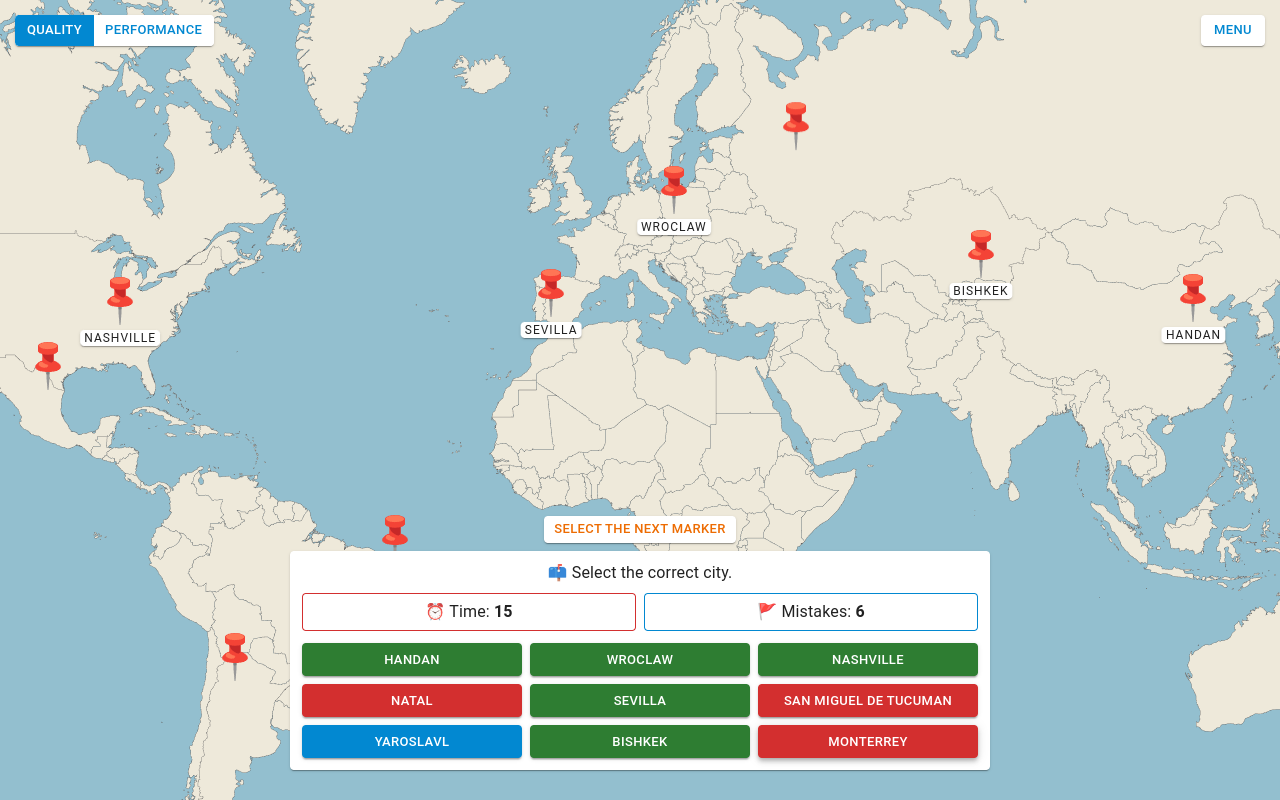 QUALITY PERFORMANCE MENU
WROCLAW
BISHKEK
SEVILLA
HANDAN
NASHVILLE
SELECT THE NEXT MARKER
📫 Select the correct city.
⏰ Time: 15 🚩 Mistakes: 6
HANDAN WROCLAW NASHVILLE
NATAL SEVILLA SAN MIGUEL DE TUCUMAN
YAROSLAVL BISHKEK MONTERREY